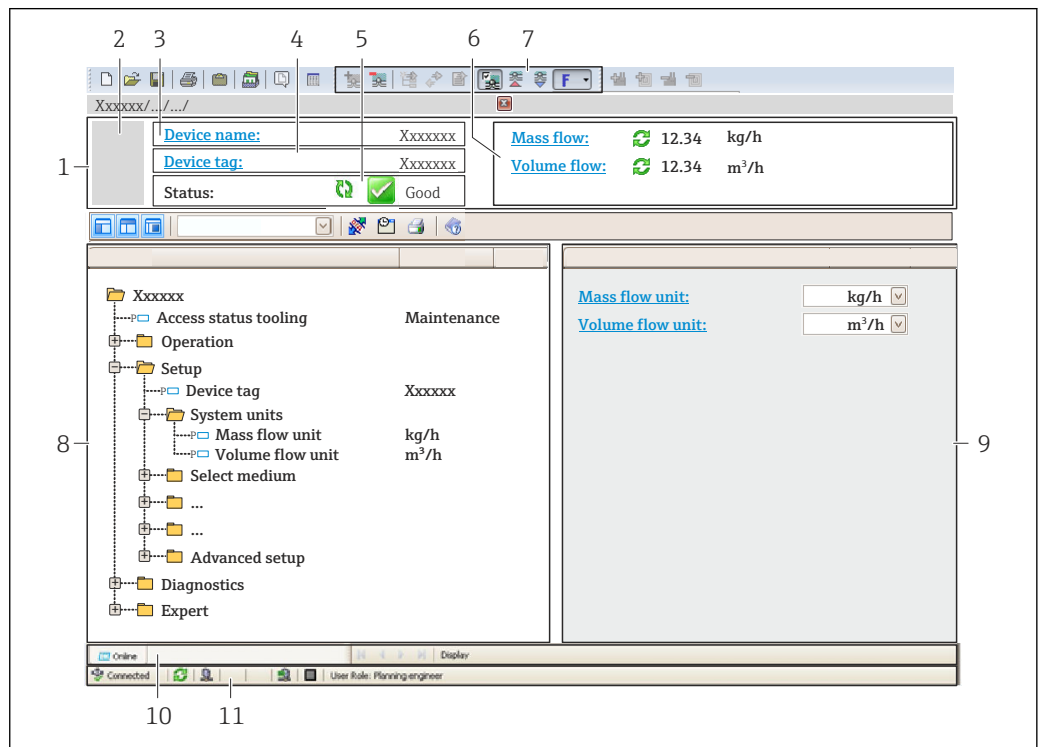 2 3 4 5 6 7
F
Xxxxxx/.../.../
1
Device name: Xxxxxxx
Device tag: Xxxxxxx
Status: Good
Mass flow: 12.34 kg/h
Volume flow: 12.34 m³/h
Xxxxxx
P Access status tooling Maintenance
Operation
Setup
P Device tag Xxxxxx
System units
P Mass flow unit kg/h
P Volume flow unit m³/h
Select medium
...
...
Advanced setup
Diagnostics
Expert
8
Mass flow unit: kg/h
Volume flow unit: m³/h
9
Online Display
Connected User Role: Planning engineer
10 11